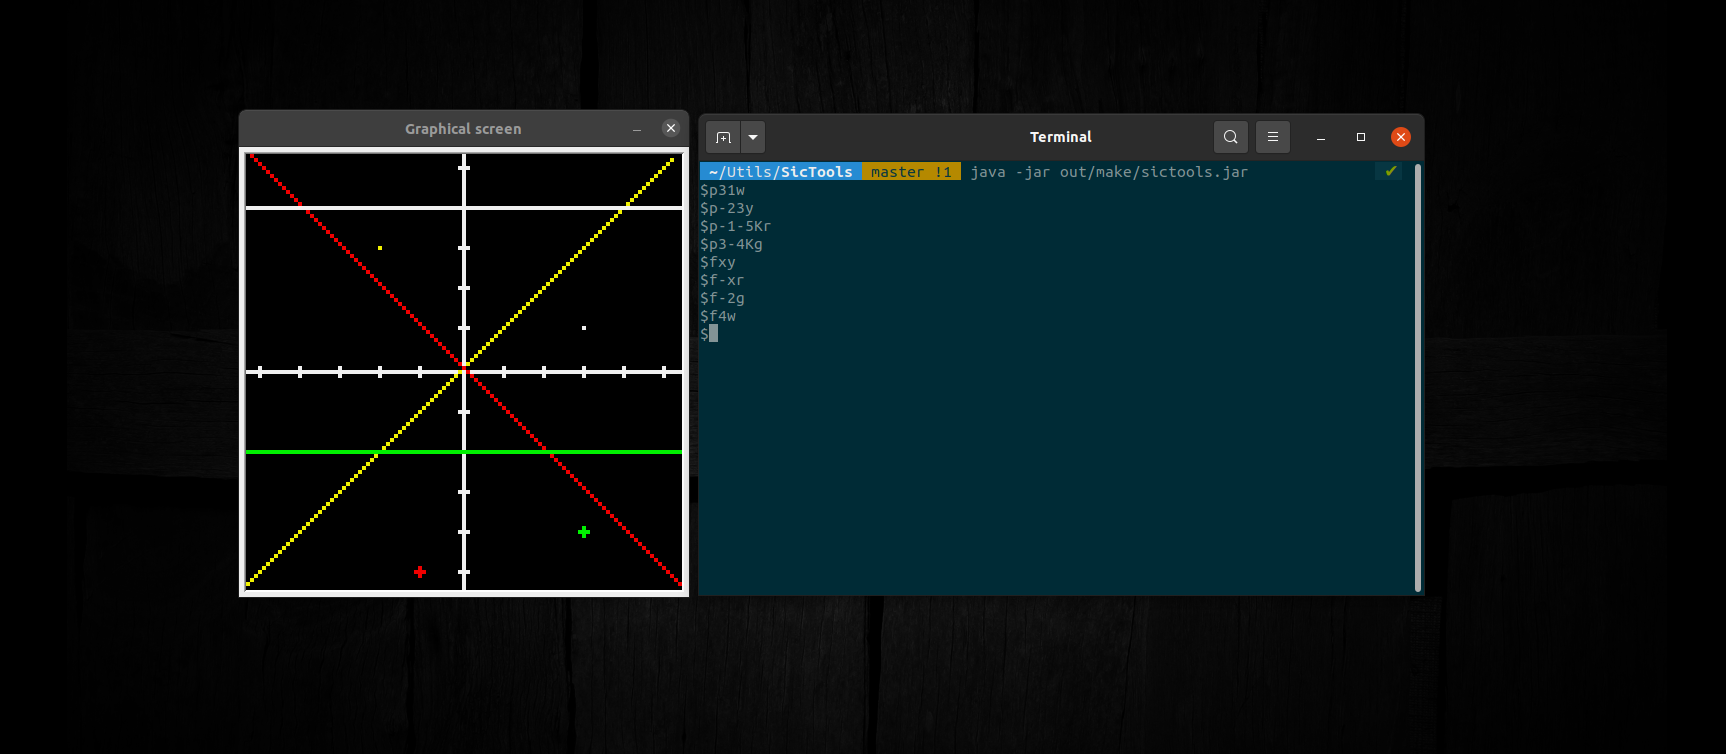 Graphical screen
Terminal
~/Utils/SicTools master !1 java -jar out/make/sictools.jar ✔
$p31w
$p-23y
$p-1-5Kr
$p3-4Kg
$fxy
$f-xr
$f-2g
$f4w
$